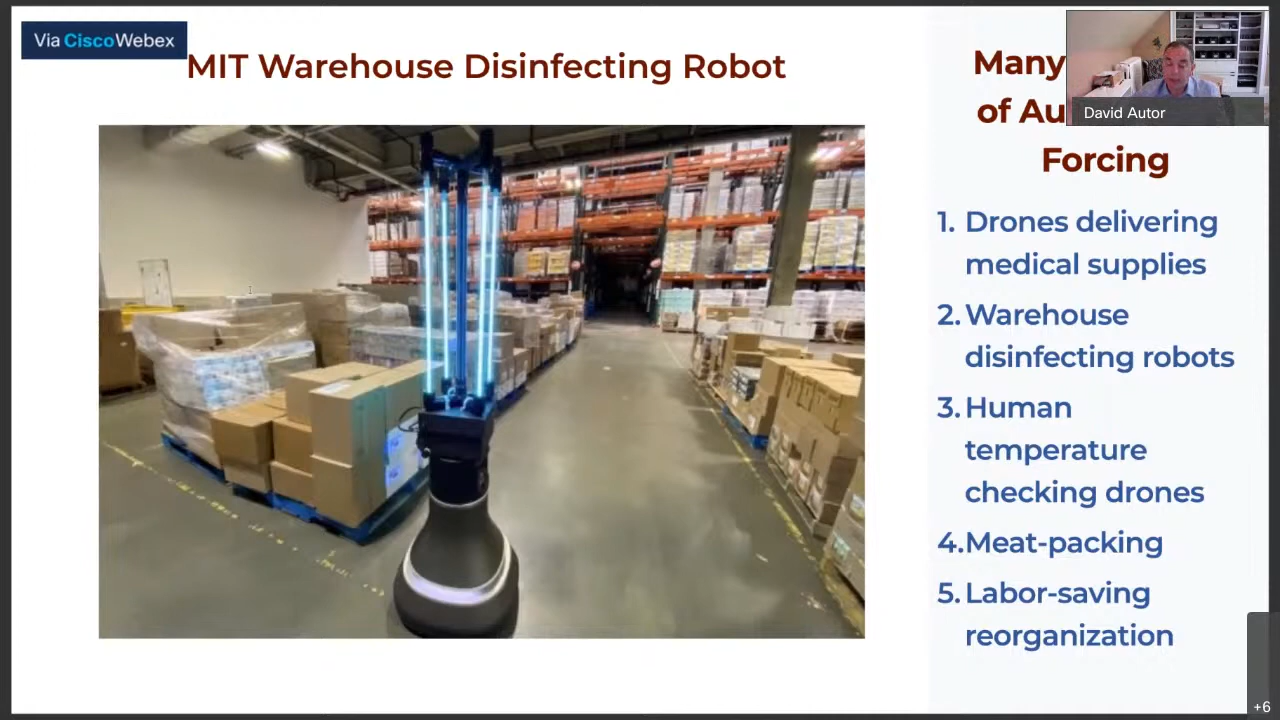 Via CiscoWebex
MIT Warehouse Disinfecting Robot
Many
of Au
Forcing
David Autor
1. Drones delivering
medical supplies
2. Warehouse
disinfecting robots
3. Human
temperature
checking drones
4. Meat-packing
5. Labor-saving
reorganization
+6